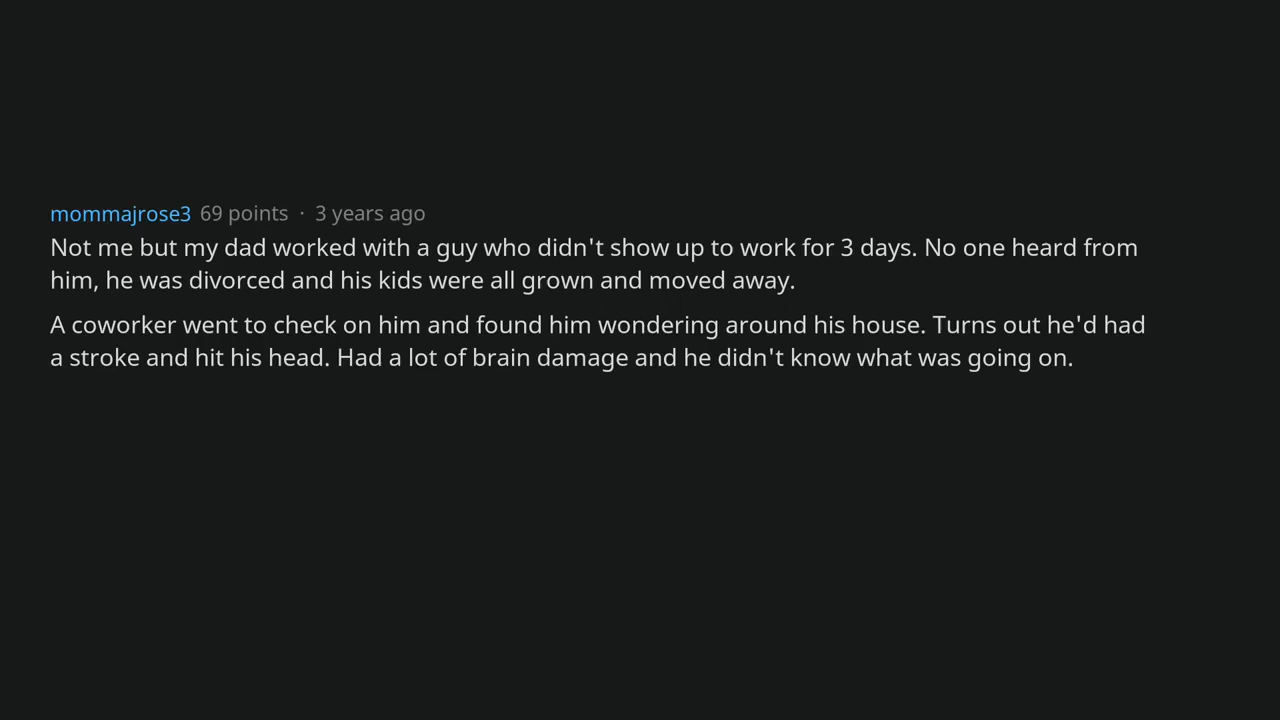 mommajrose3 69 points · 3 years ago
Not me but my dad worked with a guy who didn't show up to work for 3 days. No one heard from
him, he was divorced and his kids were all grown and moved away.
A coworker went to check on him and found him wondering around his house. Turns out he'd had
a stroke and hit his head. Had a lot of brain damage and he didn't know what was going on.